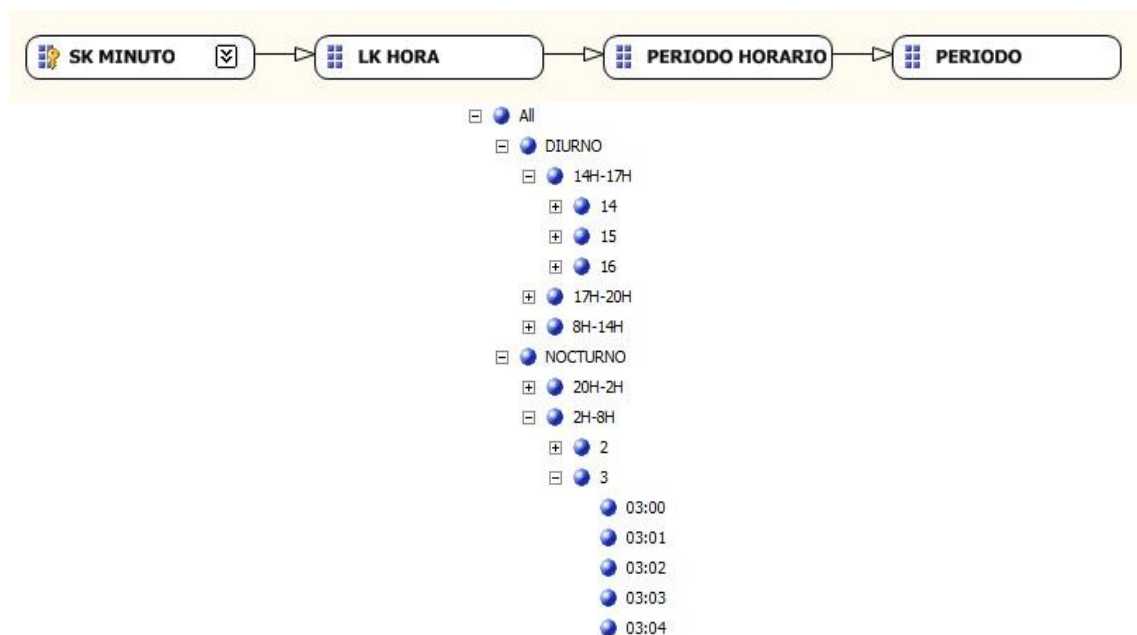 SK MINUTO LK HORA PERIODO HORARIO PERIODO
All
DIURNO
14H-17H
14
15
16
17H-20H
8H-14H
NOCTURNO
20H-2H
2H-8H
2
3
03:00
03:01
03:02
03:03
03:04